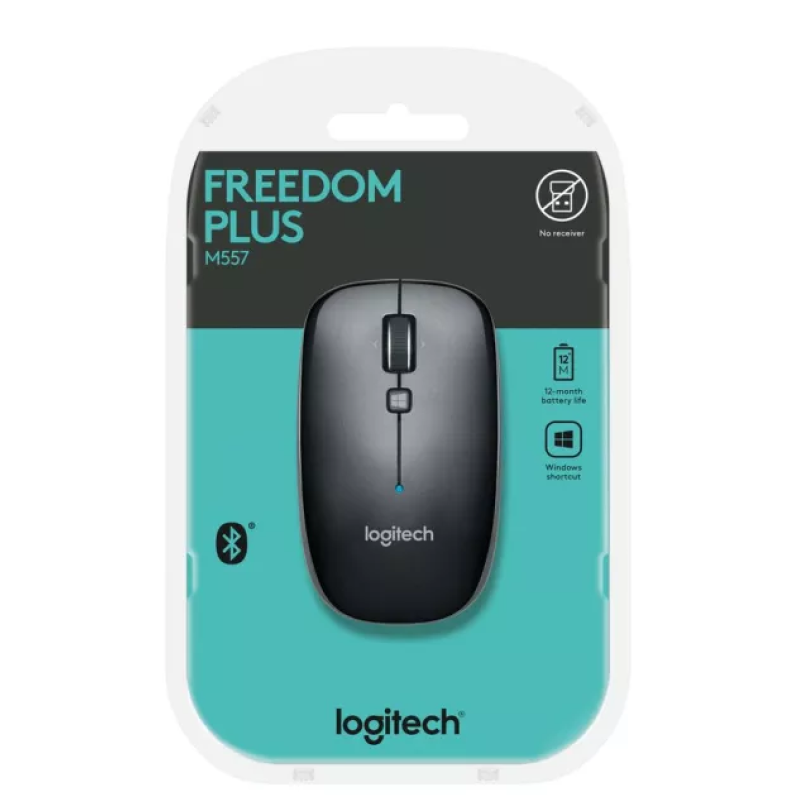 FREEDOM
PLUS
M557
No receiver
12
M
12-month
battery life
Windows
shortcut
logitech
logitech